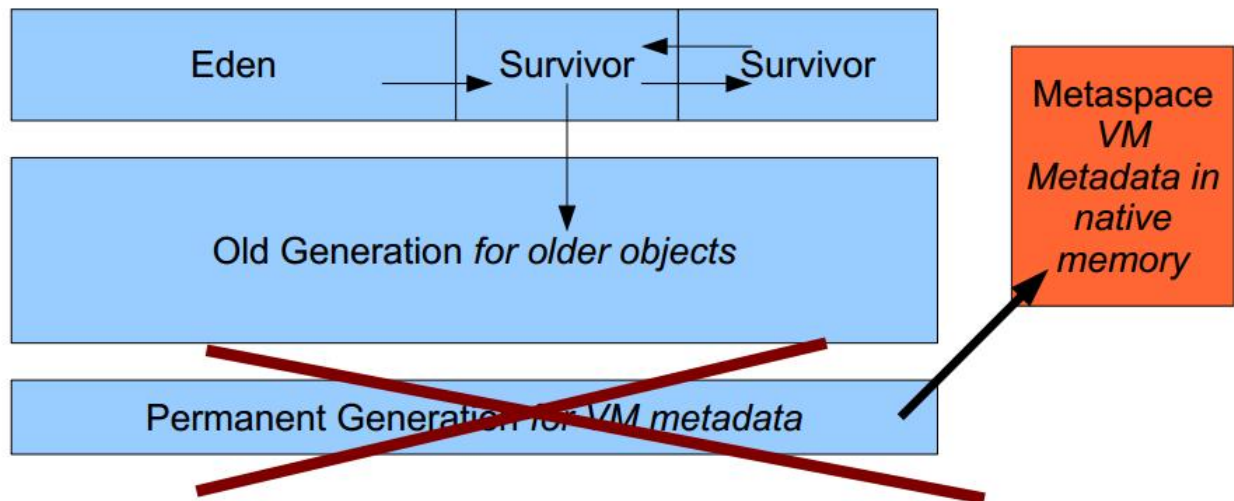 Eden
Survivor
Survivor
Metaspace
VM
Metadata in
native
memory
Old Generation for older objects
Permanent Generation for VM metadata